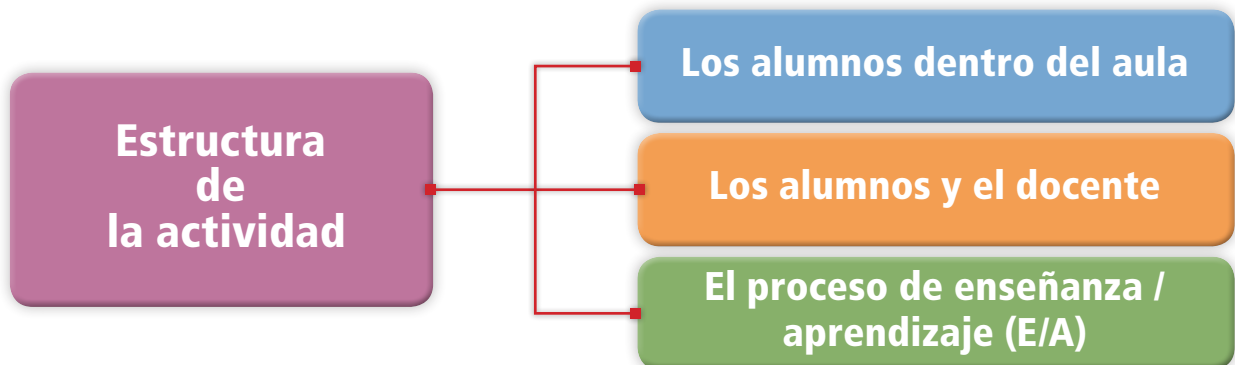 Estructura
de
la actividad
Los alumnos dentro del aula
Los alumnos y el docente
El proceso de enseñanza /
aprendizaje (E/A)